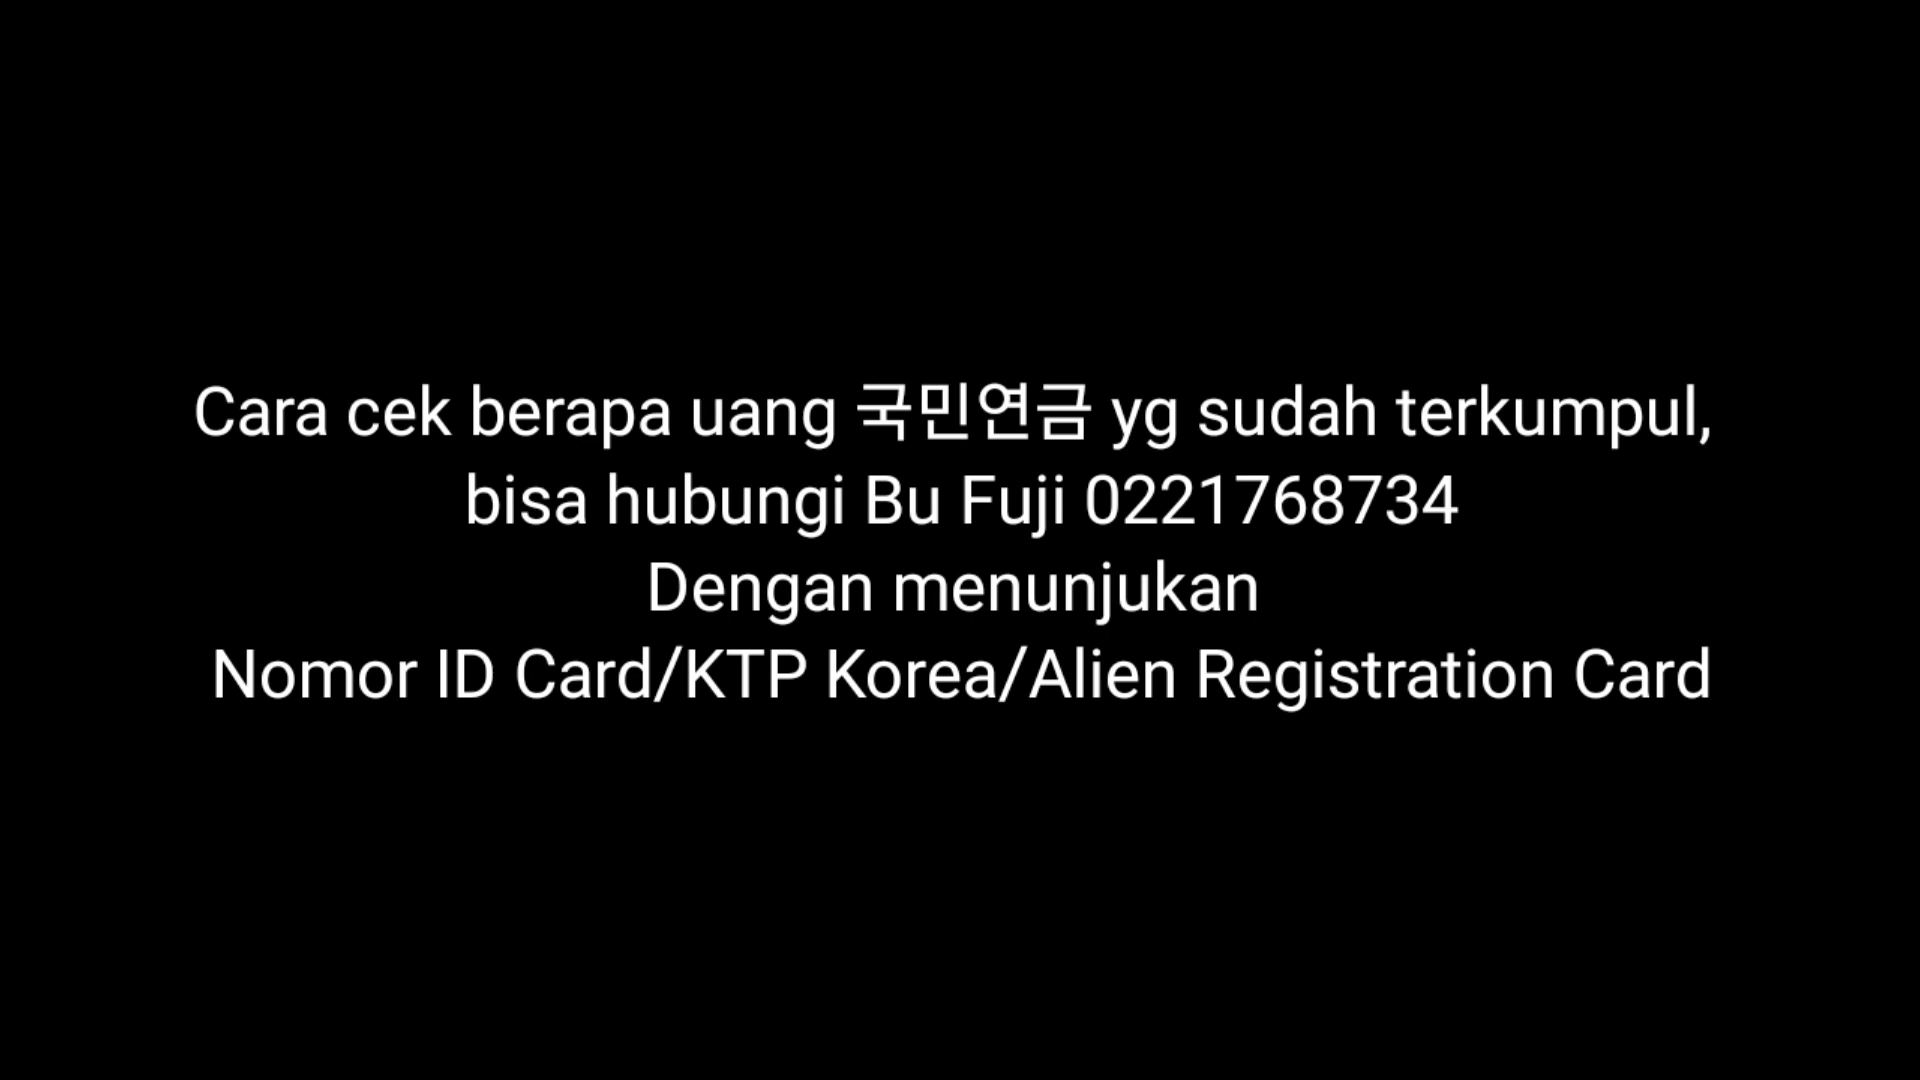 Cara cek berapa uang 국민연금 yg sudah terkumpul,
bisa hubungi Bu Fuji 0221768734
Dengan menunjukan
Nomor ID Card/KTP Korea/Alien Registration Card